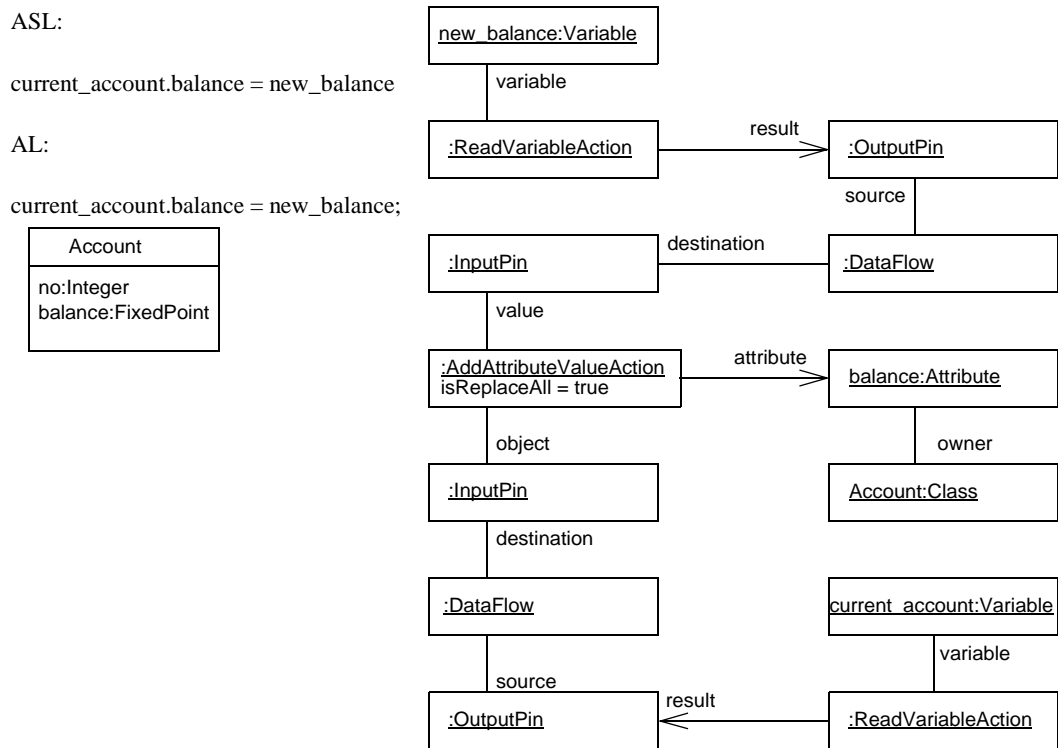 ASL:
current_account.balance = new_balance
AL:
current_account.balance = new_balance;
Account
no:Integer
balance:FixedPoint
new_balance:Variable
variable
:ReadVariableAction
result
:OutputPin
source
:InputPin
destination
:DataFlow
value
:AddAttributeValueAction
isReplaceAll = true
attribute
balance:Attribute
object
owner
:InputPin
Account:Class
destination
:DataFlow
current_account:Variable
variable
source
:OutputPin
result
:ReadVariableAction